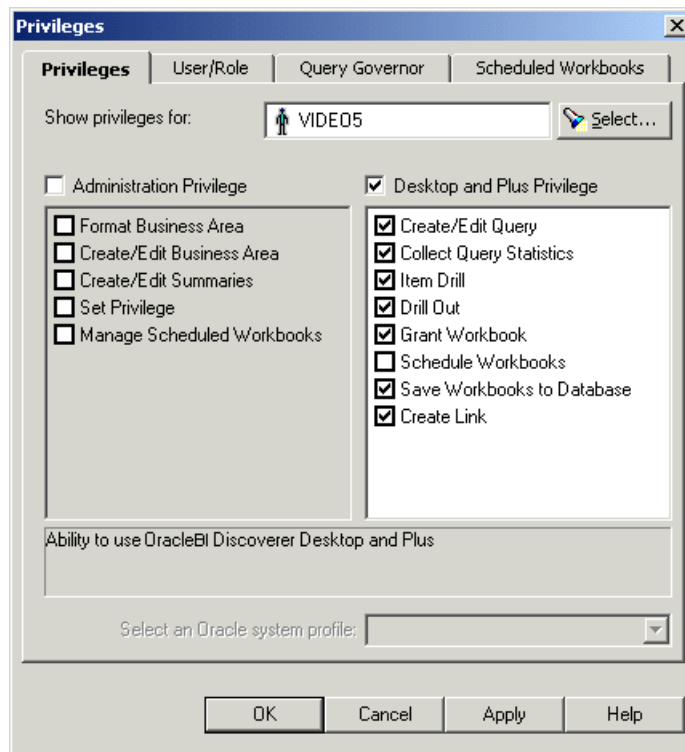 Privileges
Privileges User/Role Query Governor Scheduled Workbooks
Show privileges for: VIDEO5 Select...
Administration Privilege Desktop and Plus Privilege
Format Business Area
Create/Edit Business Area
Create/Edit Summaries
Set Privilege
Manage Scheduled Workbooks
Create/Edit Query
Collect Query Statistics
Item Drill
Drill Out
Grant Workbook
Schedule Workbooks
Save Workbooks to Database
Create Link
Ability to use OracleBI Discoverer Desktop and Plus
Select an Oracle system profile:
OK Cancel Apply Help